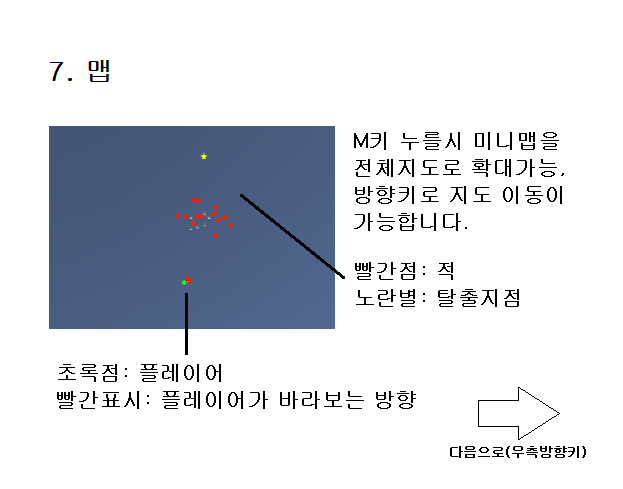 7. 맵
M키 누를시 미니맵을
전체지도로 확대가능,
방향키로 지도 이동이
가능합니다.
빨간점: 적
노란별: 탈출지점
초록점: 플레이어
빨간표시: 플레이어가 바라보는 방향
다음으로(우측방향키)